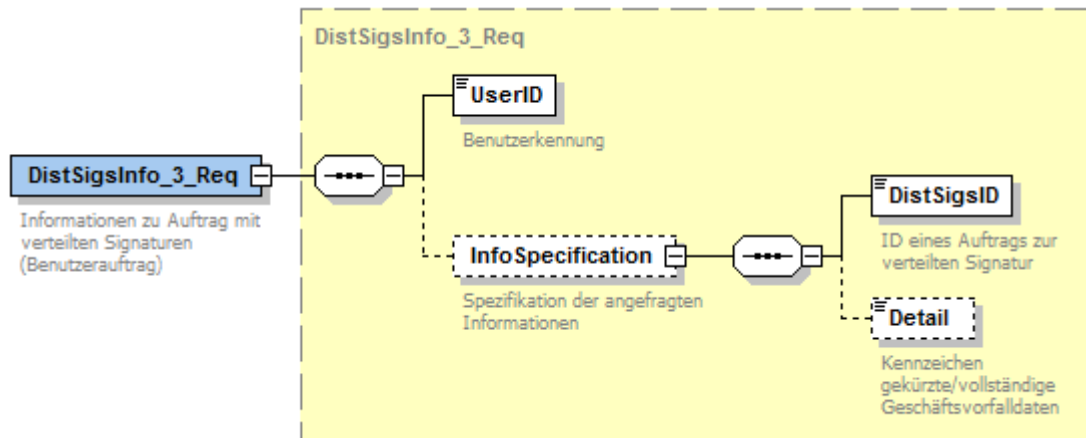 DistSigsInfo_3_Req
UserID
Benutzerkennung
DistSigsInfo_3_Req
Informationen zu Auftrag mit
verteilten Signaturen
(Benutzerauftrag)
InfoSpecification
Spezifikation der angefragten
Informationen
DistSigsID
ID eines Auftrags zur
verteilten Signatur
Detail
Kennzeichen
gekürzte/vollständige
Geschäftsvorfalldaten